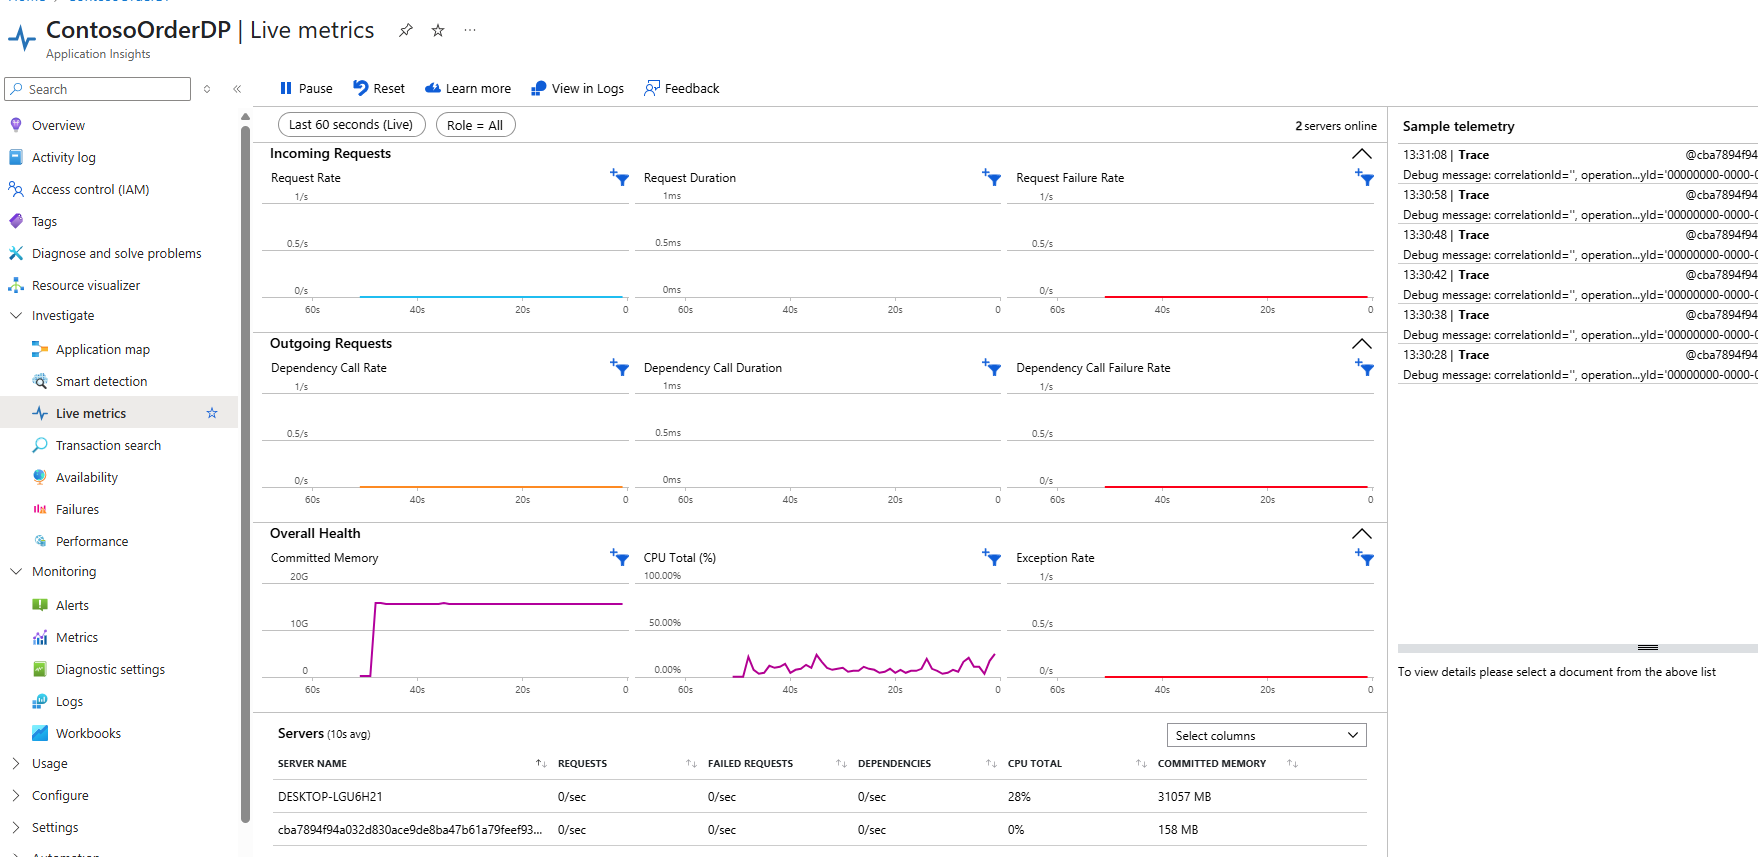 ContosoOrderDP | Live metrics
Application Insights
Search
Overview
Activity log
Access control (IAM)
Tags
Diagnose and solve problems
Resource visualizer
Investigate
Application map
Smart detection
Live metrics
Transaction search
Availability
Failures
Performance
Monitoring
Alerts
Metrics
Diagnostic settings
Logs
Workbooks
Usage
Configure
Settings
Pause Reset Learn more View in Logs Feedback
Last 60 seconds (Live) Role = All 2 servers online
Incoming Requests
Request Rate Request Duration Request Failure Rate
1/s 1ms 1/s
0.5/s 0.5ms 0.5/s
0/s 0ms 0/s
60s 40s 20s 0 60s 40s 20s 0 60s 40s 20s 0
Outgoing Requests
Dependency Call Rate Dependency Call Duration Dependency Call Failure Rate
1/s 1ms 1/s
0.5/s 0.5ms 0.5/s
0/s 0ms 0/s
60s 40s 20s 0 60s 40s 20s 0 60s 40s 20s 0
Overall Health
Committed Memory CPU Total (%) Exception Rate
20G 100.00% 1/s
10G 50.00% 0.5/s
0 0.00% 0/s
60s 40s 20s 0 60s 40s 20s 0 60s 40s 20s 0
Servers (10s avg) Select columns
SERVER NAME REQUESTS FAILED REQUESTS DEPENDENCIES CPU TOTAL COMMITTED MEMORY
DESKTOP-LGU6H21 0/sec 0/sec 0/sec 28% 31057 MB
cba7894f94a032d830ace9de8ba47b61a79feef93... 0/sec 0/sec 0/sec 0% 158 MB
Sample telemetry
13:31:08 | Trace @cba7894f94
Debug message: correlationId='', operation...yId='00000000-0000-0
13:30:58 | Trace @cba7894f94
Debug message: correlationId='', operation...yId='00000000-0000-0
13:30:48 | Trace @cba7894f94
Debug message: correlationId='', operation...yId='00000000-0000-0
13:30:42 | Trace @cba7894f94
Debug message: correlationId='', operation...yId='00000000-0000-0
13:30:38 | Trace @cba7894f94
Debug message: correlationId='', operation...yId='00000000-0000-0
13:30:28 | Trace @cba7894f94
Debug message: correlationId='', operation...yId='00000000-0000-0
To view details please select a document from the above list